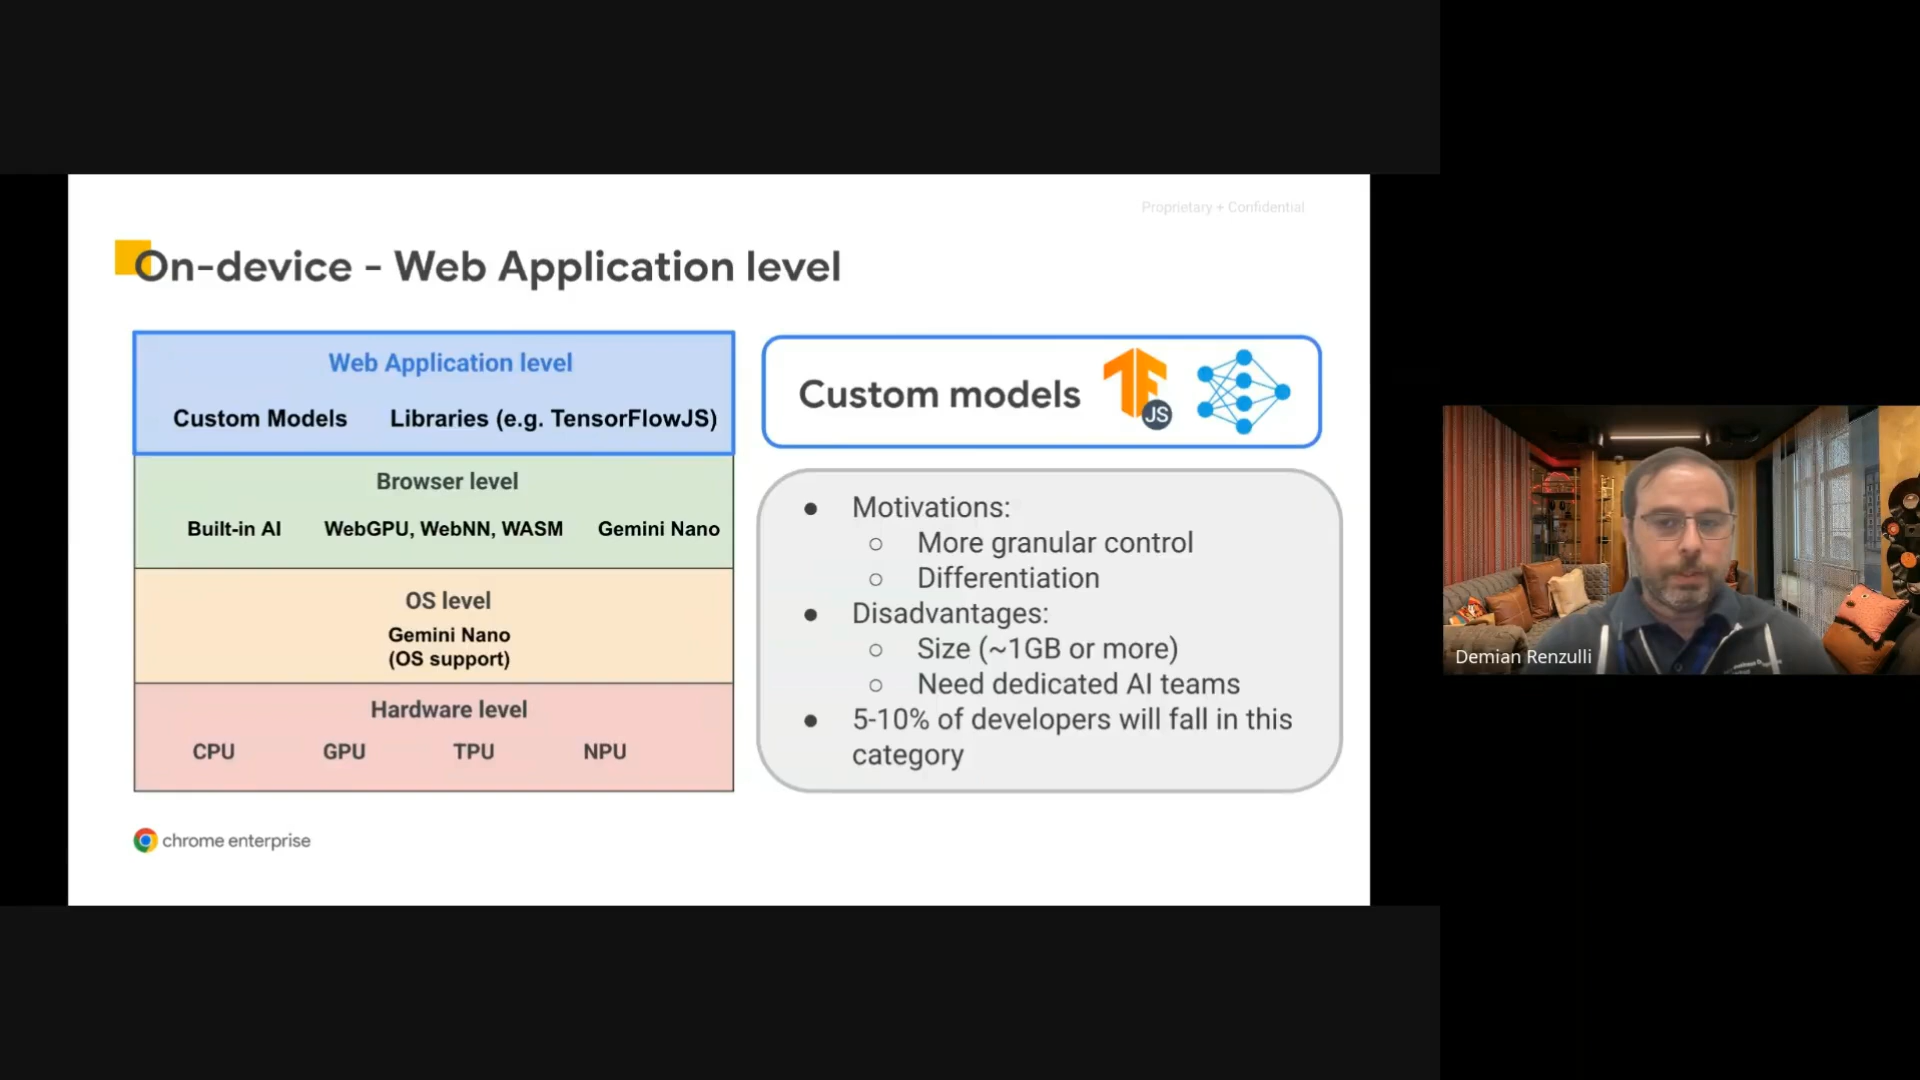 Proprietary + Confidential
On-device - Web Application level
Web Application level
Custom Models Libraries (e.g. TensorFlowJS)
Browser level
Built-in AI WebGPU, WebNN, WASM Gemini Nano
OS level
Gemini Nano
(OS support)
Hardware level
CPU GPU TPU NPU
Custom models
JS
● Motivations:
○ More granular control
○ Differentiation
● Disadvantages:
○ Size (~1GB or more)
○ Need dedicated AI teams
● 5-10% of developers will fall in this
category
chrome enterprise
Demian Renzulli